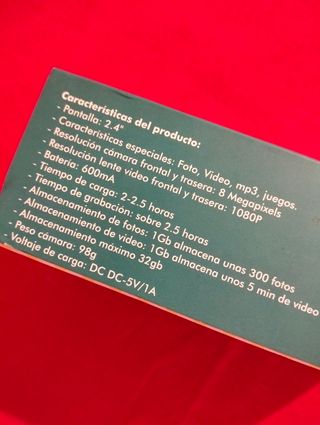 Características del producto:
- Pantalla: 2.4"
- Características especiales: Foto, Video, mp3, juegos.
- Resolución cámara frontal y trasera: 8 Megapixels
- Resolución lente video frontal y trasera: 1080P
- Batería: 600mA
- Tiempo de carga: 2-2.5 horas
- Tiempo de grabación: sobre 2.5 horas
- Almacenamiento de fotos: 1Gb almacena unas 300 fotos
- Almacenamiento de video: 1Gb almacena unos 5 min de video
- Almacenamiento máximo 32gb
- Peso cámara: 98g
- Voltaje de carga: DC DC-5V/1A